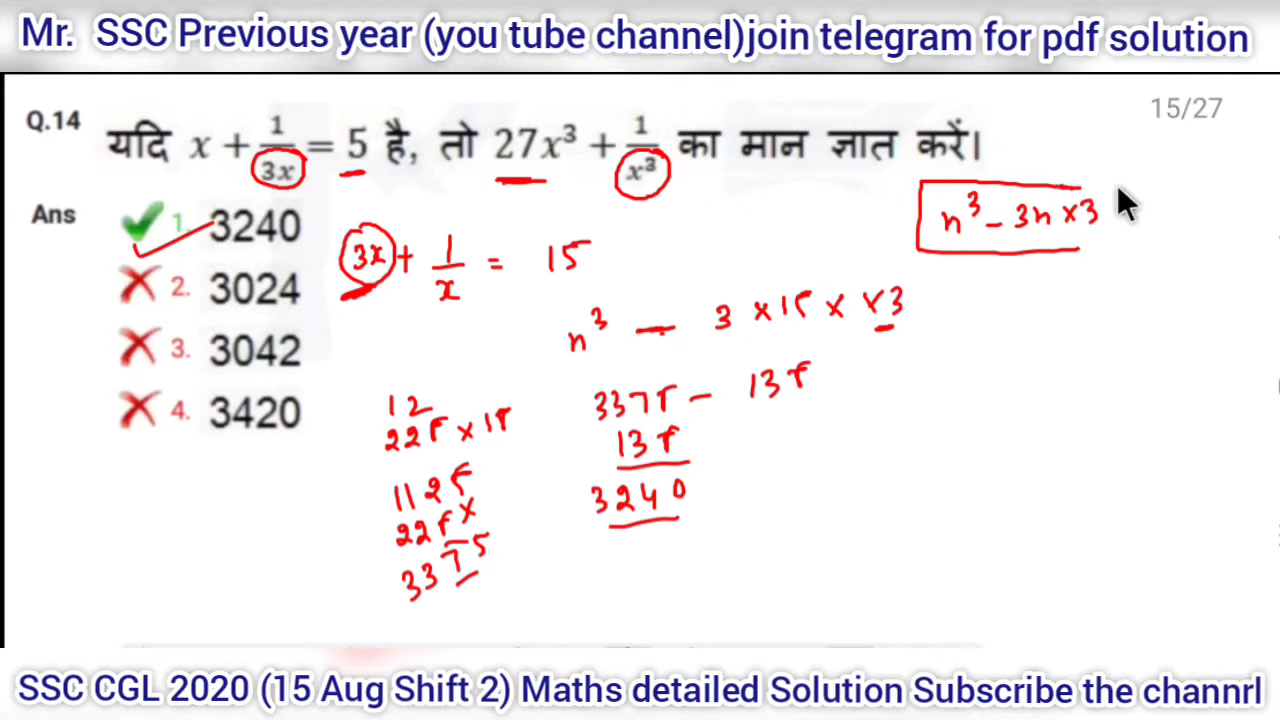 Mr. SSC Previous year (you tube channel)join telegram for pdf solution
15/27
Q.14 यदि x + 1/3x = 5 है, तो 27x³ + 1/x³ का मान ज्ञात करें।
Ans 1. 3240
2. 3024
3. 3042
4. 3420
n³ - 3n × 3
3x + 1/x = 15
n³ - 3 × 15 × × 3
3375 - 135
135
3240
12
225 × 15
1125
225 ×
3375
SSC CGL 2020 (15 Aug Shift 2) Maths detailed Solution Subscribe the channrl